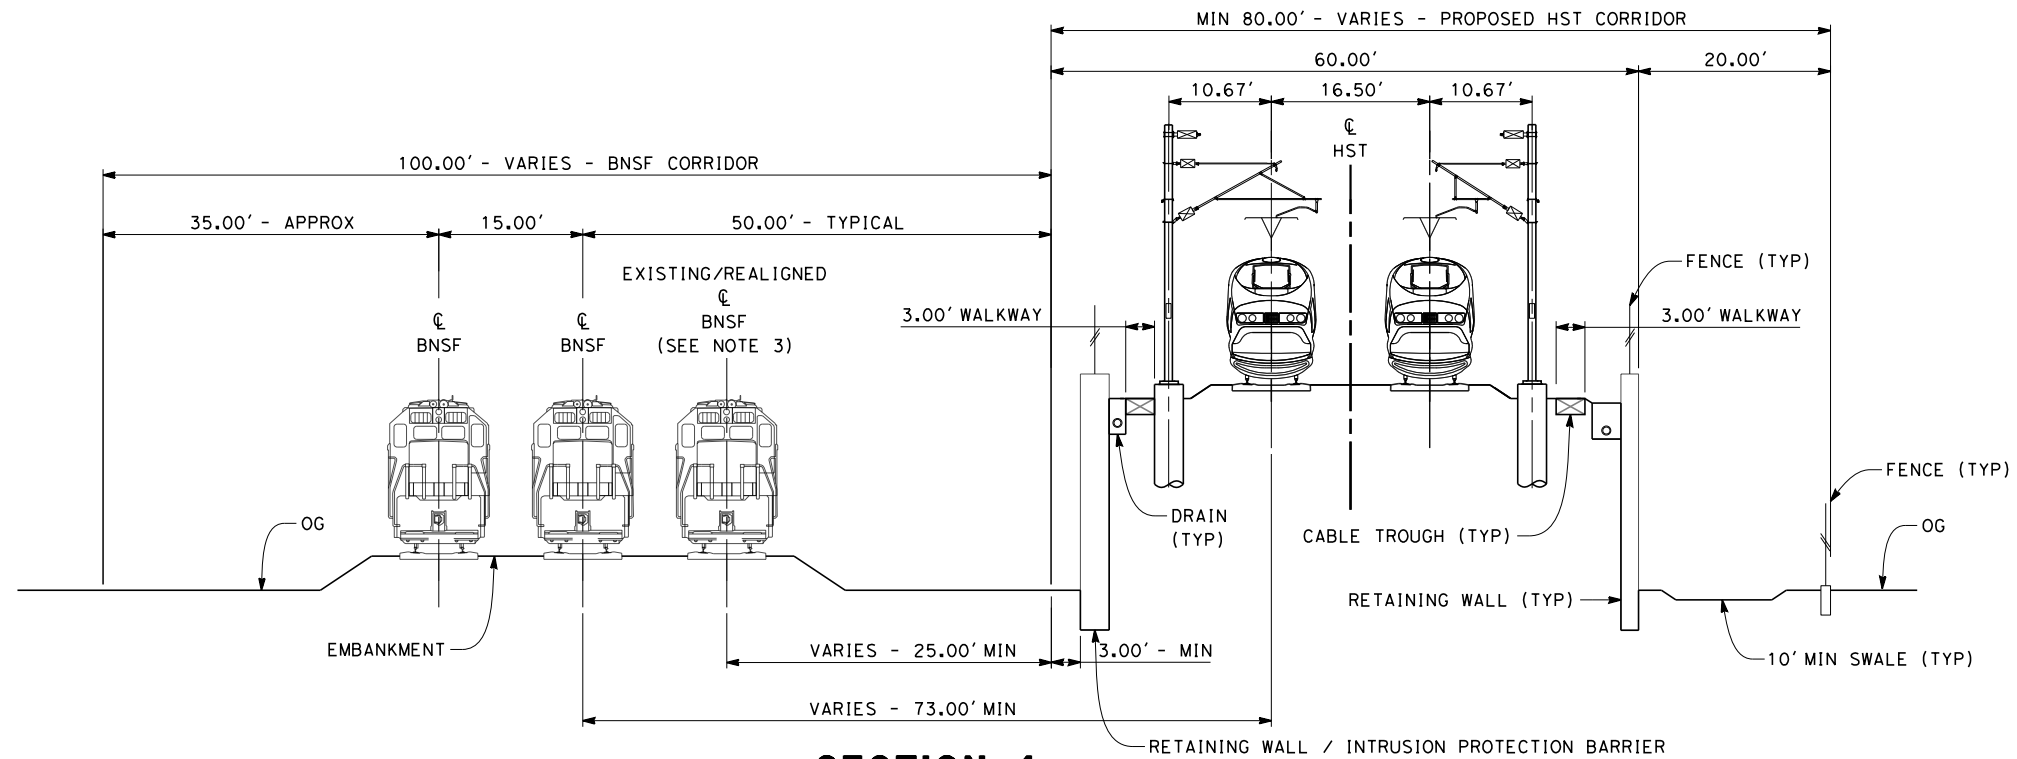 MIN 80.00' - VARIES - PROPOSED HST CORRIDOR
60.00'
20.00'
10.67'
16.50'
10.67'
℄
HST
100.00' - VARIES - BNSF CORRIDOR
35.00' - APPROX
15.00'
50.00' - TYPICAL
EXISTING/REALIGNED
℄
BNSF
(SEE NOTE 3)
℄
BNSF
℄
BNSF
FENCE (TYP)
3.00' WALKWAY
3.00' WALKWAY
FENCE (TYP)
OG
DRAIN
(TYP)
CABLE TROUGH (TYP)
OG
RETAINING WALL (TYP)
EMBANKMENT
VARIES - 25.00' MIN
3.00' - MIN
10' MIN SWALE (TYP)
VARIES - 73.00' MIN
RETAINING WALL / INTRUSION PROTECTION BARRIER